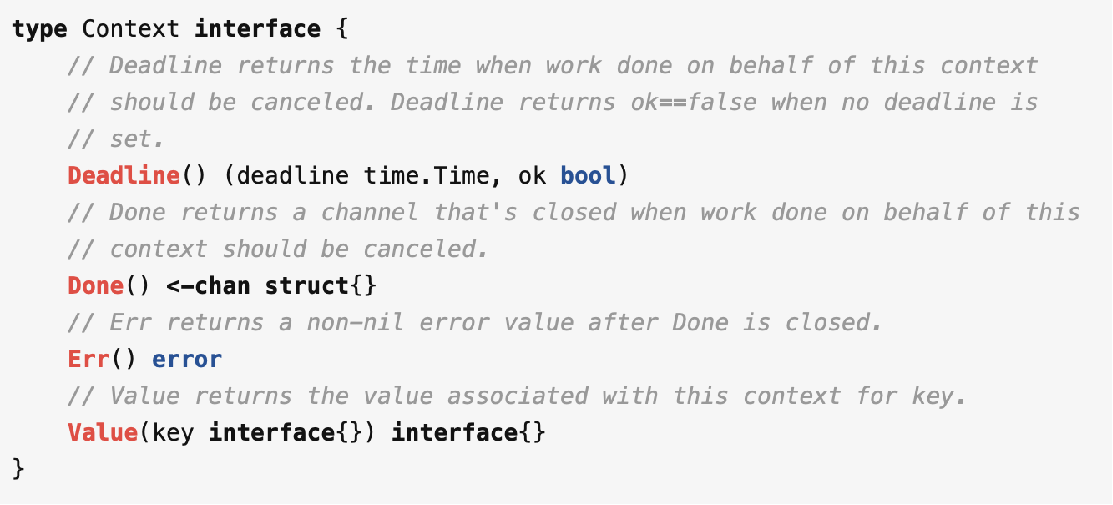 type Context interface {
    // Deadline returns the time when work done on behalf of this context
    // should be canceled. Deadline returns ok==false when no deadline is
    // set.
    Deadline() (deadline time.Time, ok bool)
    // Done returns a channel that's closed when work done on behalf of this
    // context should be canceled.
    Done() <-chan struct{}
    // Err returns a non-nil error value after Done is closed.
    Err() error
    // Value returns the value associated with this context for key.
    Value(key interface{}) interface{}
}